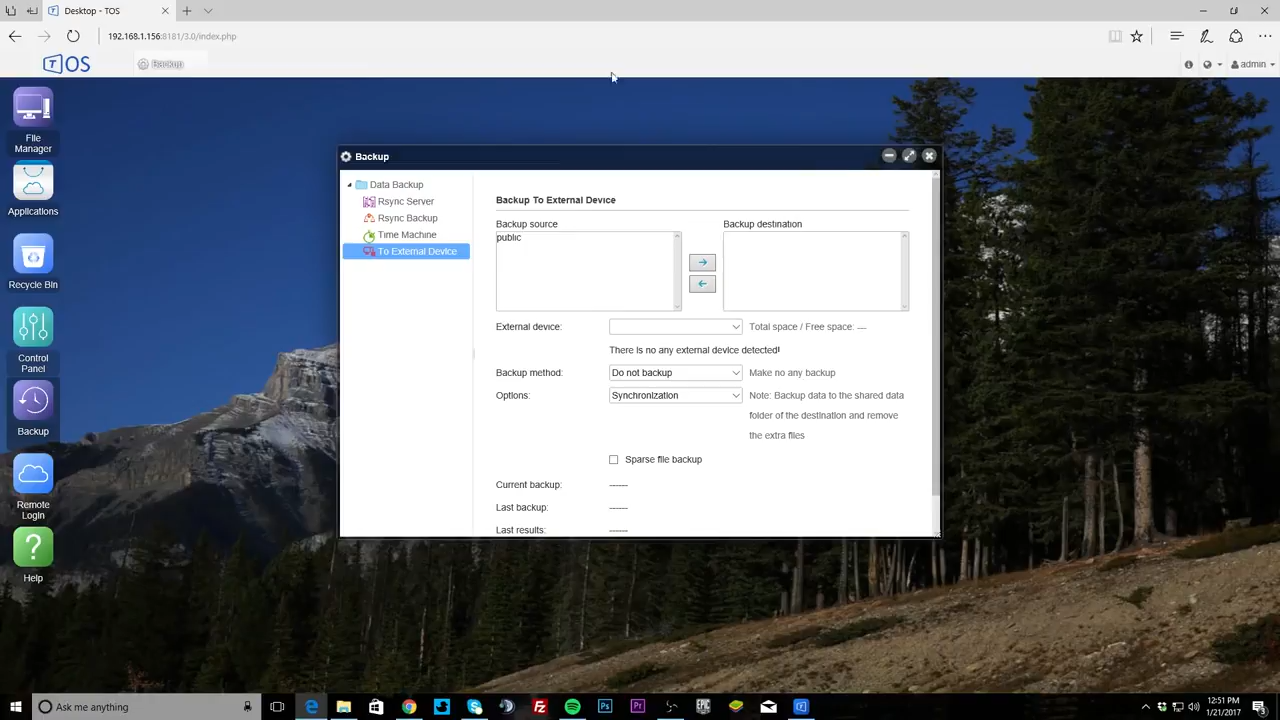 Desktop - TOS
192.168.1.156:8181/3.0/index.php
TOS
Backup
admin
File
Manager
Applications
Recycle Bin
Control
Panel
Backup
Remote
Login
Help
Backup
Data Backup
Rsync Server
Rsync Backup
Time Machine
To External Device
Backup To External Device
Backup source
Backup destination
public
External device:
Total space / Free space: ---
There is no any external device detected!
Backup method:
Do not backup
Make no any backup
Options:
Synchronization
Note: Backup data to the shared data
folder of the destination and remove
the extra files
Sparse file backup
Current backup:
------
Last backup:
------
Last results:
------
Ask me anything
12:51 PM
1/21/2017